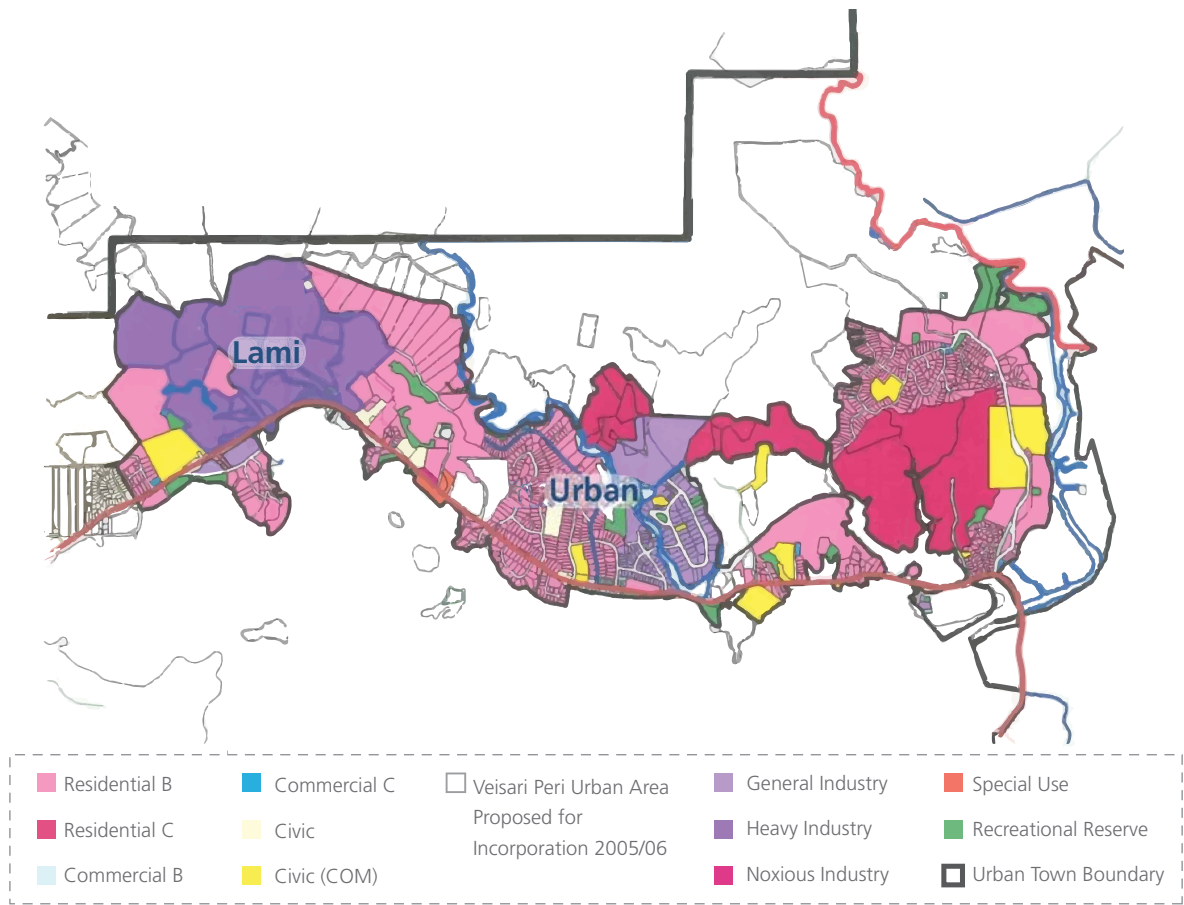 Lami
Urban
Residential B
Residential C
Commercial B
Commercial C
Civic
Civic (COM)
Veisari Peri Urban Area
Proposed for
Incorporation 2005/06
General Industry
Heavy Industry
Noxious Industry
Special Use
Recreational Reserve
Urban Town Boundary